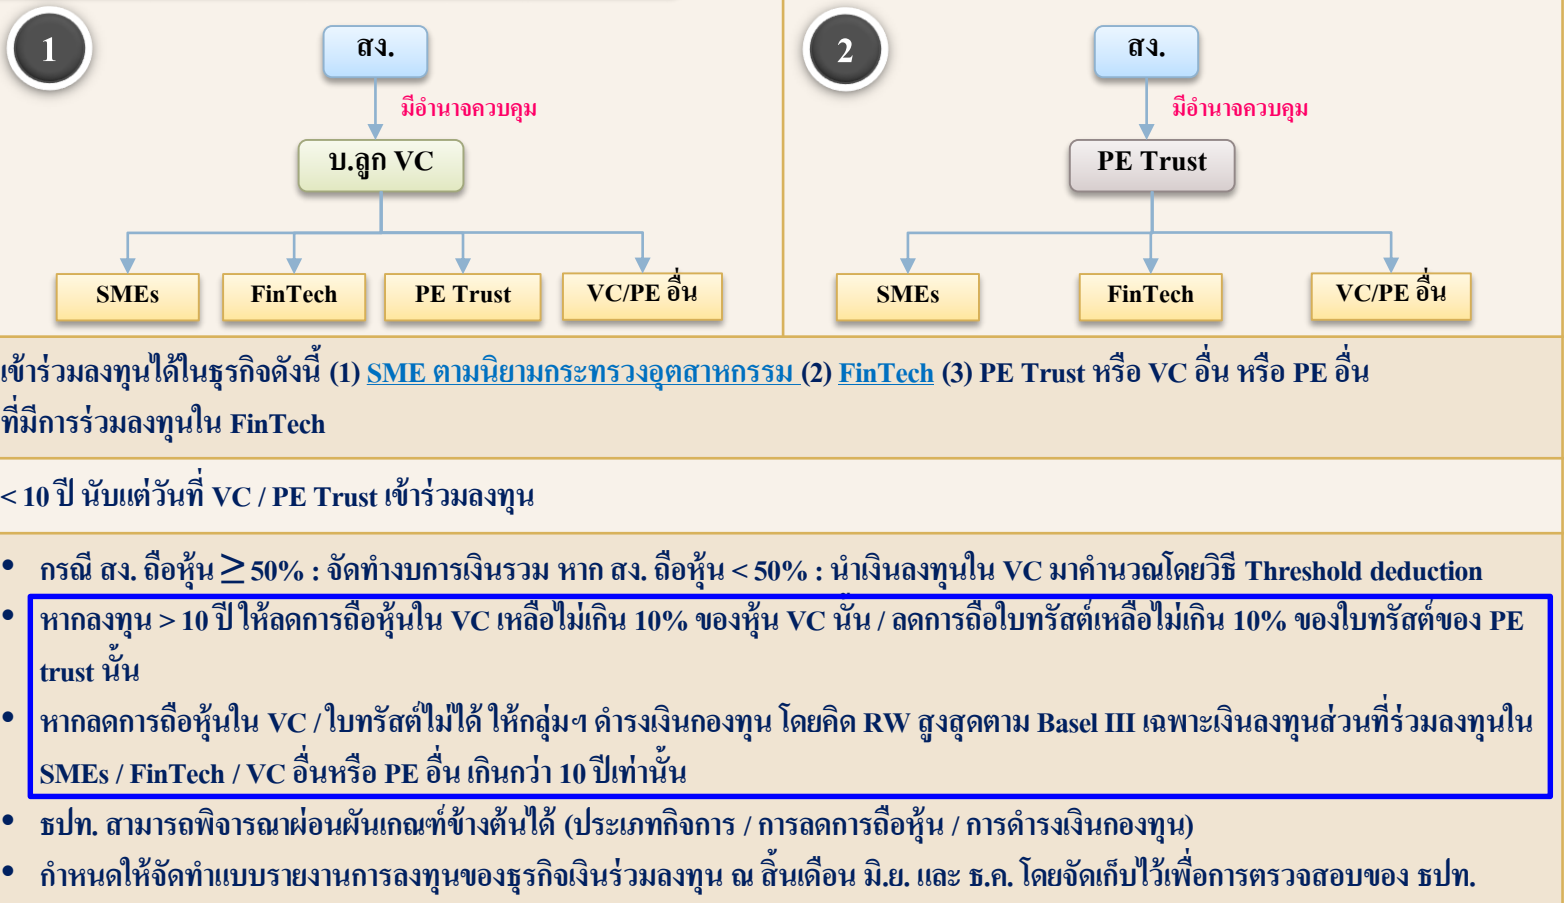 1
สง.
มีอำนาจควบคุม
บ.ลูก VC
SMEs
FinTech
PE Trust
VC/PE อื่น
2
สง.
มีอำนาจควบคุม
PE Trust
SMEs
FinTech
VC/PE อื่น
เข้าร่วมลงทุนได้ในธุรกิจดังนี้ (1) SME ตามนิยามกระทรวงอุตสาหกรรม (2) FinTech (3) PE Trust หรือ VC อื่น หรือ PE อื่น
ที่มีการร่วมลงทุนใน FinTech
< 10 ปี นับแต่วันที่ VC / PE Trust เข้าร่วมลงทุน
• กรณี สง. ถือหุ้น ≥ 50% : จัดทำงบการเงินรวม หาก สง. ถือหุ้น < 50% : นำเงินลงทุนใน VC มาคำนวณโดยวิธี Threshold deduction
• หากลงทุน > 10 ปี ให้ลดการถือหุ้นใน VC เหลือไม่เกิน 10% ของหุ้น VC นั้น / ลดการถือใบทรัสต์เหลือไม่เกิน 10% ของใบทรัสต์ของ PE
trust นั้น
• หากลดการถือหุ้นใน VC / ใบทรัสต์ไม่ได้ ให้กลุ่มฯ ดำรงเงินกองทุน โดยคิด RW สูงสุดตาม Basel III เฉพาะเงินลงทุนส่วนที่ร่วมลงทุนใน
SMEs / FinTech / VC อื่นหรือ PE อื่น เกินกว่า 10 ปีเท่านั้น
• ธปท. สามารถพิจารณาผ่อนผันเกณฑ์ข้างต้นได้ (ประเภทกิจการ / การลดการถือหุ้น / การดำรงเงินกองทุน)
• กำหนดให้จัดทำแบบรายงานการลงทุนของธุรกิจเงินร่วมลงทุน ณ สิ้นเดือน มิ.ย. และ ธ.ค. โดยจัดเก็บไว้เพื่อการตรวจสอบของ ธปท.